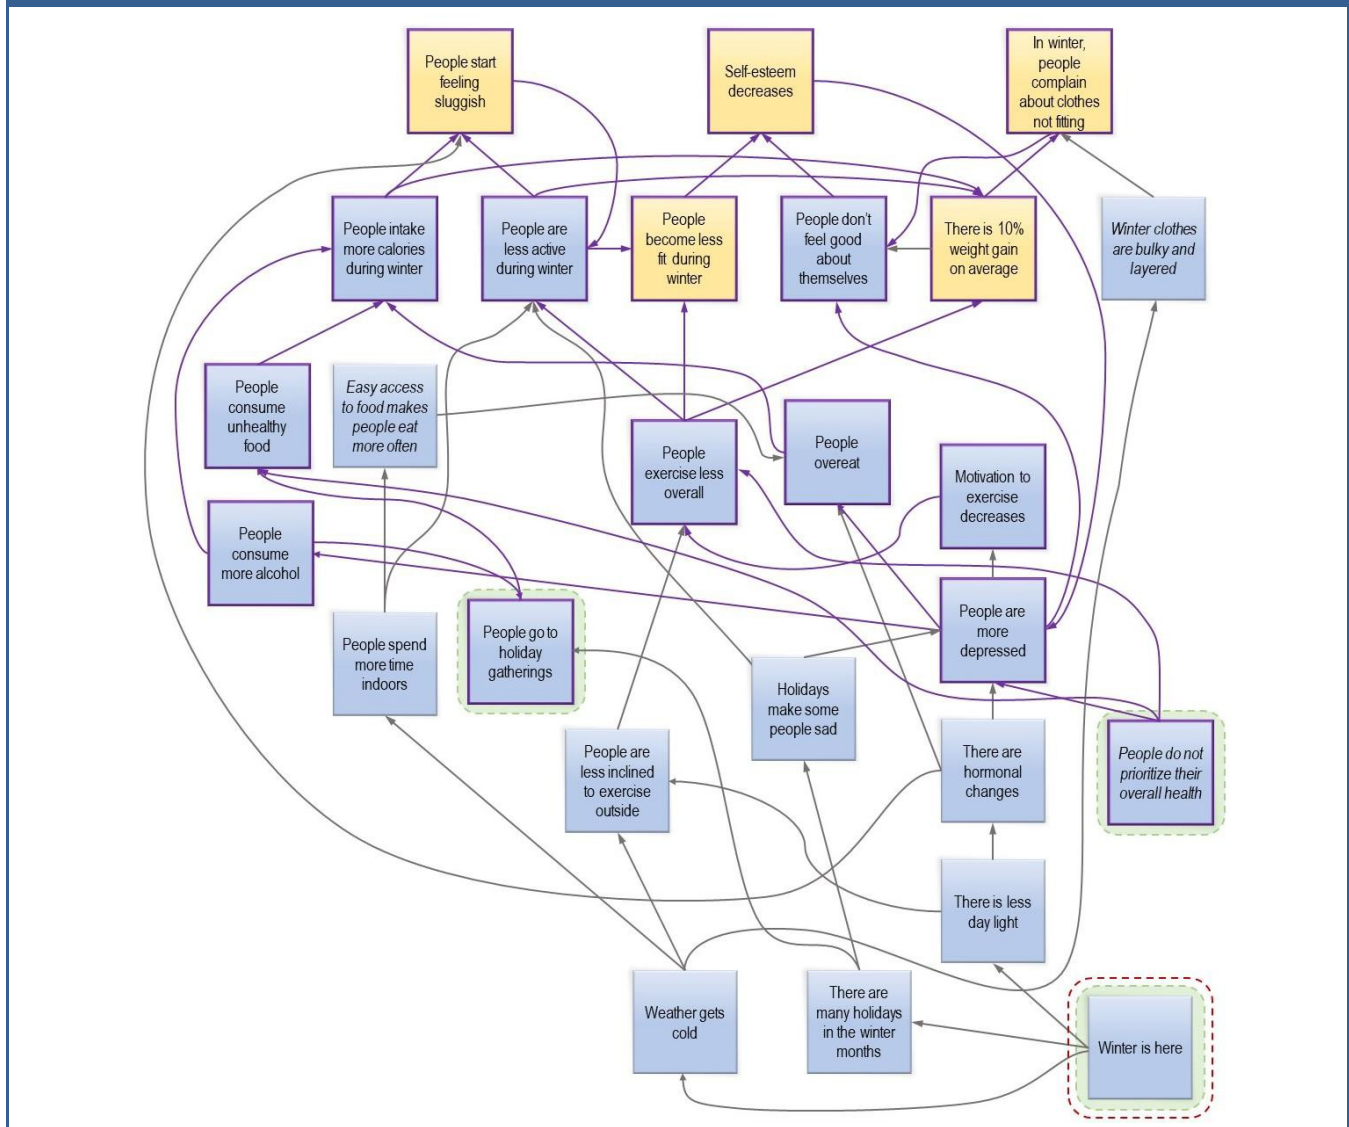 People start
feeling
sluggish
Self-esteem
decreases
In winter,
people
complain
about clothes
not fitting
People intake
more calories
during winter
People are
less active
during winter
People
become less
fit during
winter
People don't
feel good
about
themselves
There is 10%
weight gain
on average
Winter clothes
are bulky and
layered
People
consume
unhealthy
food
Easy access
to food makes
people eat
more often
People
exercise less
overall
People
overeat
Motivation to
exercise
decreases
People
consume
more alcohol
People spend
more time
indoors
People go to
holiday
gatherings
People are
more
depressed
Holidays
make some
people sad
People are
less inclined
to exercise
outside
There are
hormonal
changes
People do not
prioritize their
overall health
There is less
day light
Weather gets
cold
There are
many holidays
in the winter
months
Winter is here